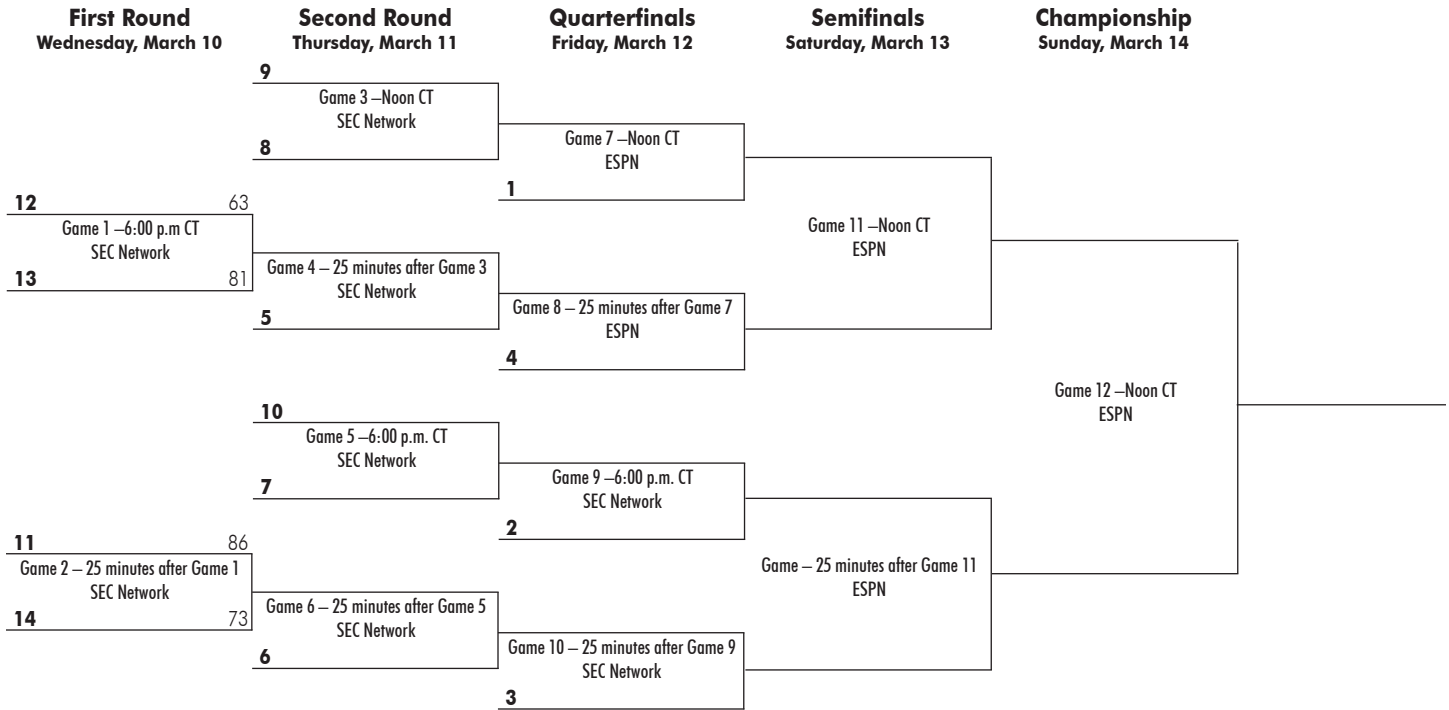 First Round
Wednesday, March 10
Second Round
Thursday, March 11
Quarterfinals
Friday, March 12
Semifinals
Saturday, March 13
Championship
Sunday, March 14
12 63
Game 1 –6:00 p.m CT
SEC Network
13 81
11 86
Game 2 – 25 minutes after Game 1
SEC Network
14 73
9
Game 3 –Noon CT
SEC Network
8
Game 4 – 25 minutes after Game 3
SEC Network
5
10
Game 5 –6:00 p.m. CT
SEC Network
7
Game 6 – 25 minutes after Game 5
SEC Network
6
Game 7 –Noon CT
ESPN
1
Game 8 – 25 minutes after Game 7
ESPN
4
Game 9 –6:00 p.m. CT
SEC Network
2
Game 10 – 25 minutes after Game 9
SEC Network
3
Game 11 –Noon CT
ESPN
Game – 25 minutes after Game 11
ESPN
Game 12 –Noon CT
ESPN